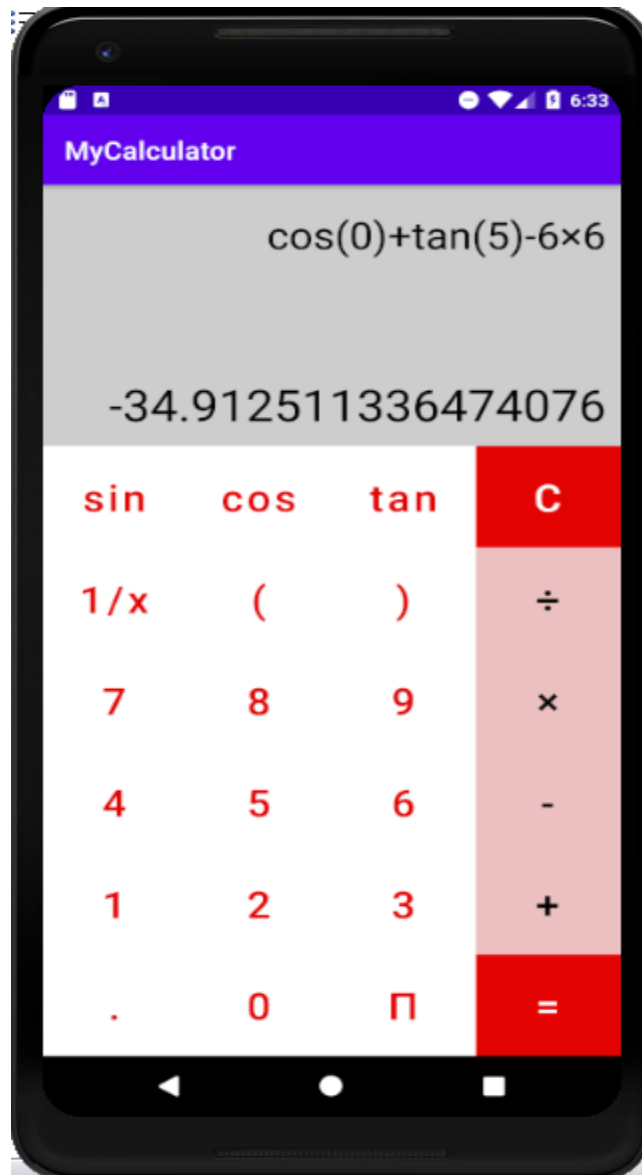 6:33
MyCalculator
cos(0)+tan(5)-6×6
-34.912511336474076
sin cos tan C
1/x ( ) ÷
7 8 9 ×
4 5 6 -
1 2 3 +
. 0 П =